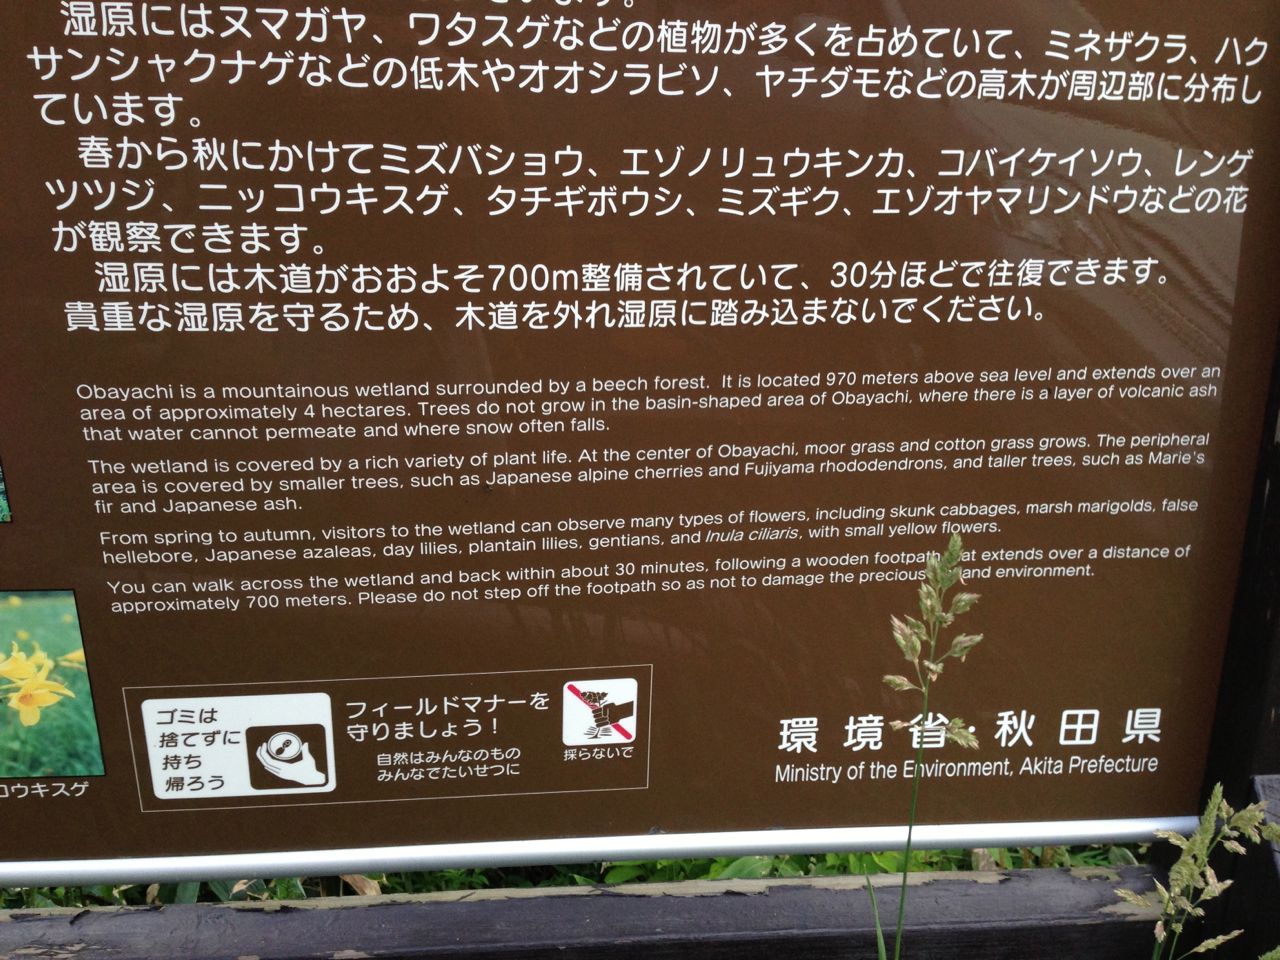 湿原にはヌマガヤ、ワタスゲなどの植物が多くを占めていて、ミネザクラ、ハク
サンシャクナゲなどの低木やオオシラビソ、ヤチダモなどの高木が周辺部に分布し
ています。
春から秋にかけてミズバショウ、エゾノリュウキンカ、コバイケイソウ、レンゲ
ツツジ、ニッコウキスゲ、タチギボウシ、ミズギク、エゾオヤマリンドウなどの花
が観察できます。
湿原には木道がおおよそ700m整備されていて、30分ほどで往復できます。
貴重な湿原を守るため、木道を外れ湿原に踏み込まないでください。
Obayachi is a mountainous wetland surrounded by a beech forest. It is located 970 meters above sea level and extends over an
area of approximately 4 hectares. Trees do not grow in the basin-shaped area of Obayachi, where there is a layer of volcanic ash
that water cannot permeate and where snow often falls.
The wetland is covered by a rich variety of plant life. At the center of Obayachi, moor grass and cotton grass grows. The peripheral
area is covered by smaller trees, such as Japanese alpine cherries and Fujiyama rhododendrons, and taller trees, such as Marie's
fir and Japanese ash.
From spring to autumn, visitors to the wetland can observe many types of flowers, including skunk cabbages, marsh marigolds, false
hellebore, Japanese azaleas, day lilies, plantain lilies, gentians, and Inula ciliaris, with small yellow flowers.
You can walk across the wetland and back within about 30 minutes, following a wooden footpath that extends over a distance of
approximately 700 meters. Please do not step off the footpath so as not to damage the precious wetland environment.
コウキスゲ
ゴミは
捨てずに
持ち
帰ろう
フィールドマナーを
守りましょう！
自然はみんなのもの
みんなでたいせつに
採らないで
環境省・秋田県
Ministry of the Environment, Akita Prefecture